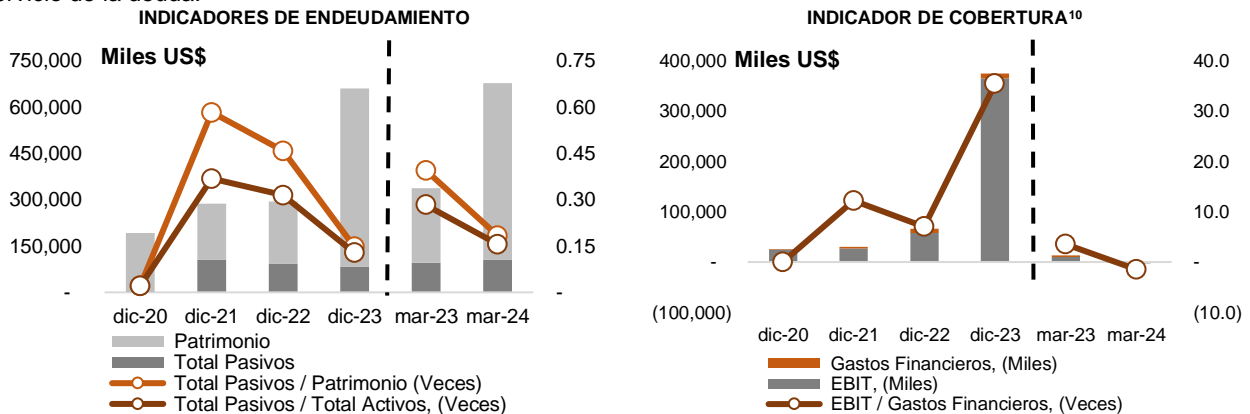 INDICADORES DE ENDEUDAMIENTO
Miles US$
750,000
600,000
450,000
300,000
150,000
-
0.75
0.60
0.45
0.30
0.15
-
dic-20 dic-21 dic-22 dic-23 mar-23 mar-24
Patrimonio
Total Pasivos
Total Pasivos / Patrimonio (Veces)
Total Pasivos / Total Activos, (Veces)
INDICADOR DE COBERTURA¹⁰
Miles US$
400,000
300,000
200,000
100,000
-
(100,000)
40.0
30.0
20.0
10.0
-
(10.0)
dic-20 dic-21 dic-22 dic-23 mar-23 mar-24
Gastos Financieros, (Miles)
EBIT, (Miles)
EBIT / Gastos Financieros, (Veces)